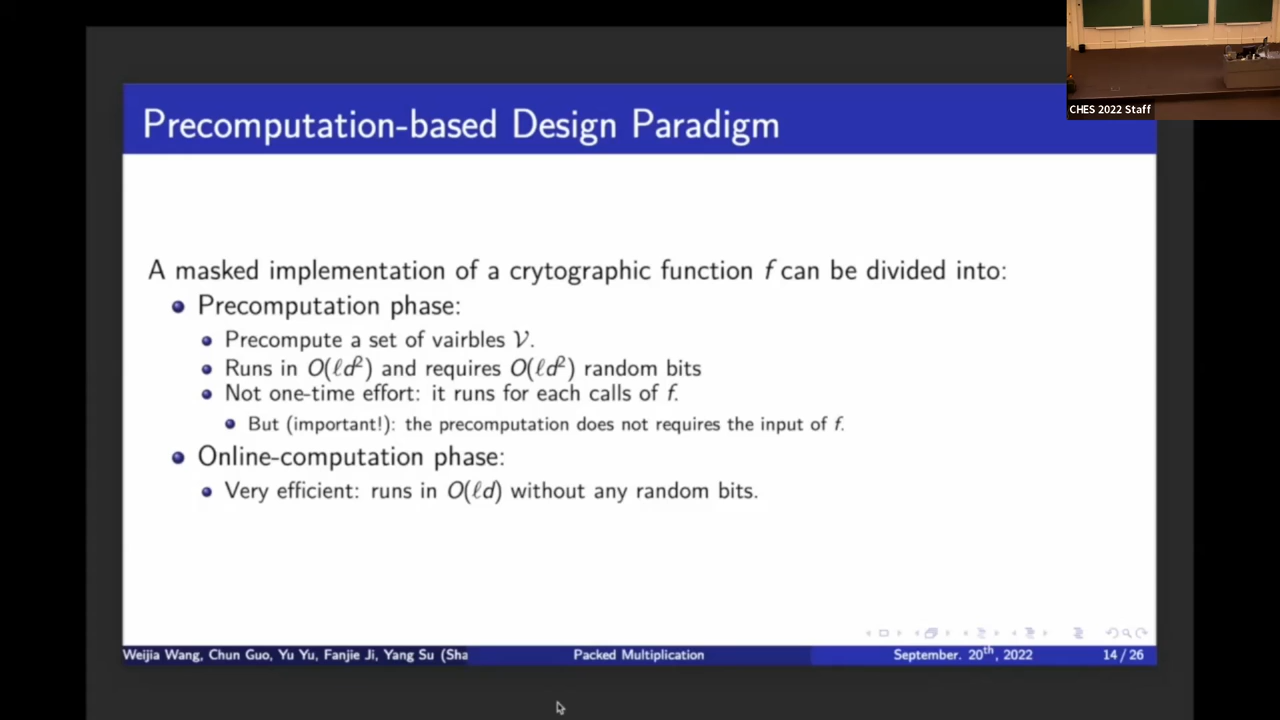 CHES 2022 Staff
Precomputation-based Design Paradigm
A masked implementation of a crytographic function f can be divided into:
Precomputation phase:
Precompute a set of vairbles 𝒱.
Runs in O(ℓd²) and requires O(ℓd²) random bits
Not one-time effort: it runs for each calls of f.
But (important!): the precomputation does not requires the input of f.
Online-computation phase:
Very efficient: runs in O(ℓd) without any random bits.
Weijia Wang, Chun Guo, Yu Yu, Fanjie Ji, Yang Su (Sha
Packed Multiplication
September. 20th, 2022
14 / 26